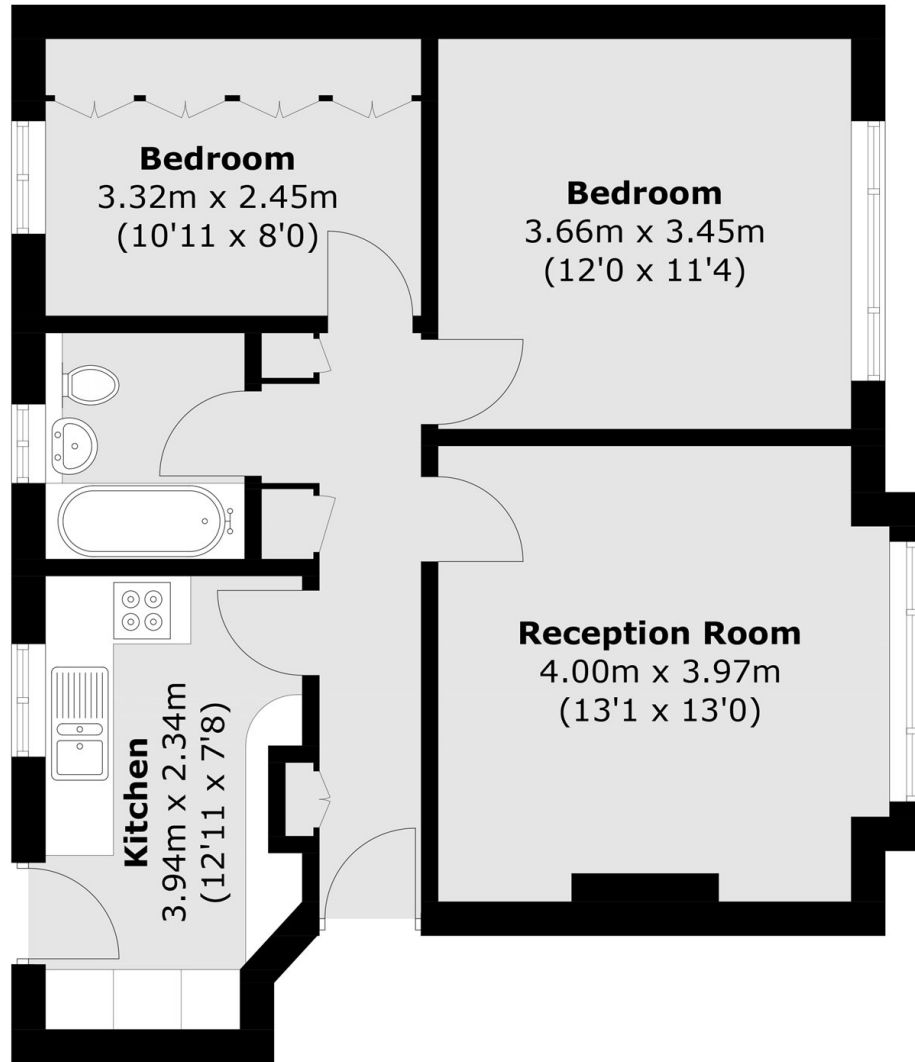 Bedroom
3.32m x 2.45m
(10'11 x 8'0)
Bedroom
3.66m x 3.45m
(12'0 x 11'4)
Reception Room
4.00m x 3.97m
(13'1 x 13'0)
Kitchen
3.94m x 2.34m
(12'11 x 7'8)